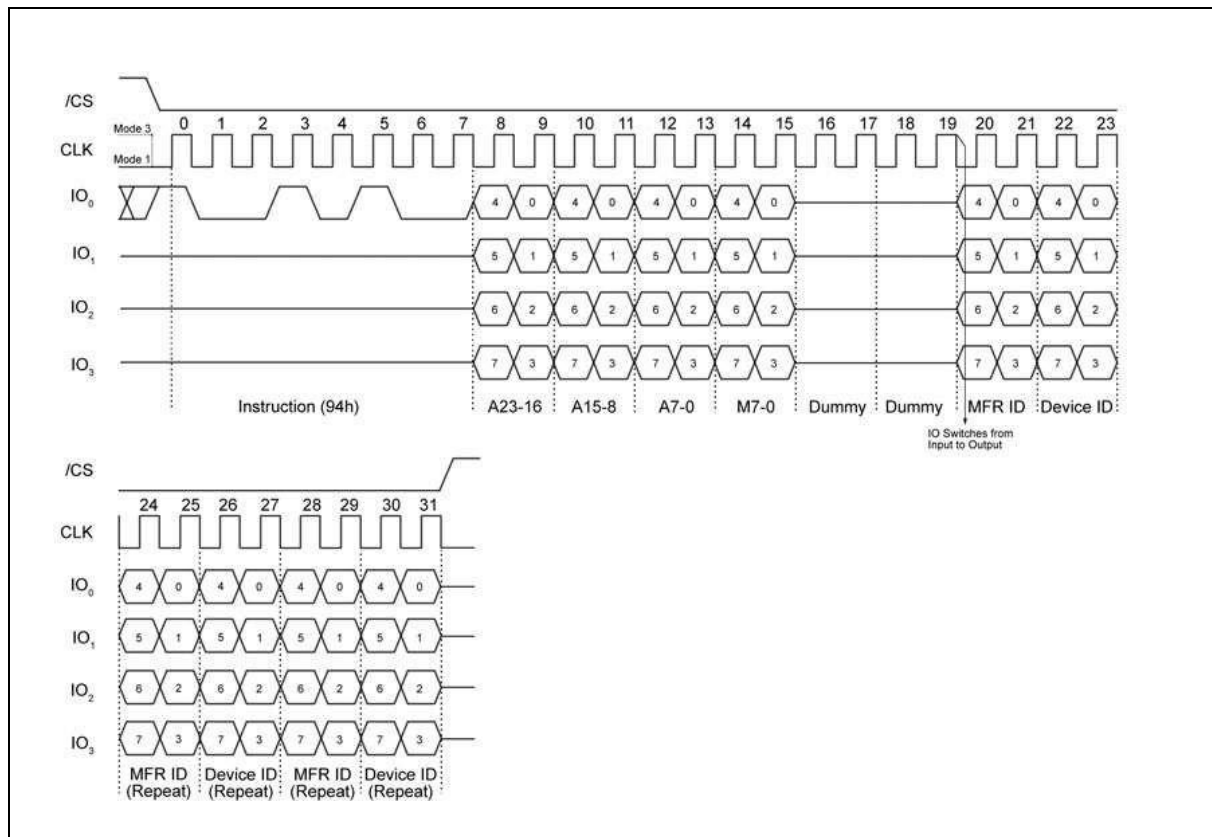 /CS
Mode 3
0 1 2 3 4 5 6 7 8 9 10 11 12 13 14 15 16 17 18 19 20 21 22 23
CLK
Mode 1
IO0 4 0 4 0 4 0 4 0 4 0 4 0
IO1 5 1 5 1 5 1 5 1 5 1 5 1
IO2 6 2 6 2 6 2 6 2 6 2 6 2
IO3 7 3 7 3 7 3 7 3 7 3 7 3
Instruction (94h) A23-16 A15-8 A7-0 M7-0 Dummy Dummy MFR ID Device ID
IO Switches from
Input to Output
/CS
24 25 26 27 28 29 30 31
CLK
IO0 4 0 4 0 4 0 4 0
IO1 5 1 5 1 5 1 5 1
IO2 6 2 6 2 6 2 6 2
IO3 7 3 7 3 7 3 7 3
MFR ID Device ID MFR ID Device ID
(Repeat) (Repeat) (Repeat) (Repeat)